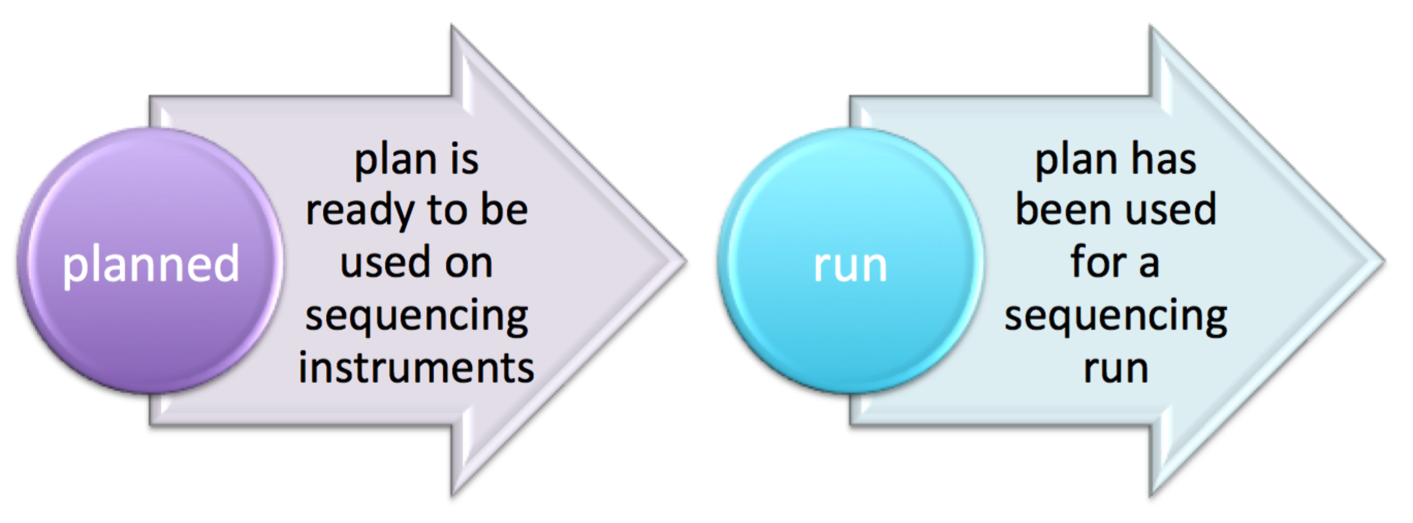 planned
plan is
ready to be
used on
sequencing
instruments
run
plan has
been used
for a
sequencing
run